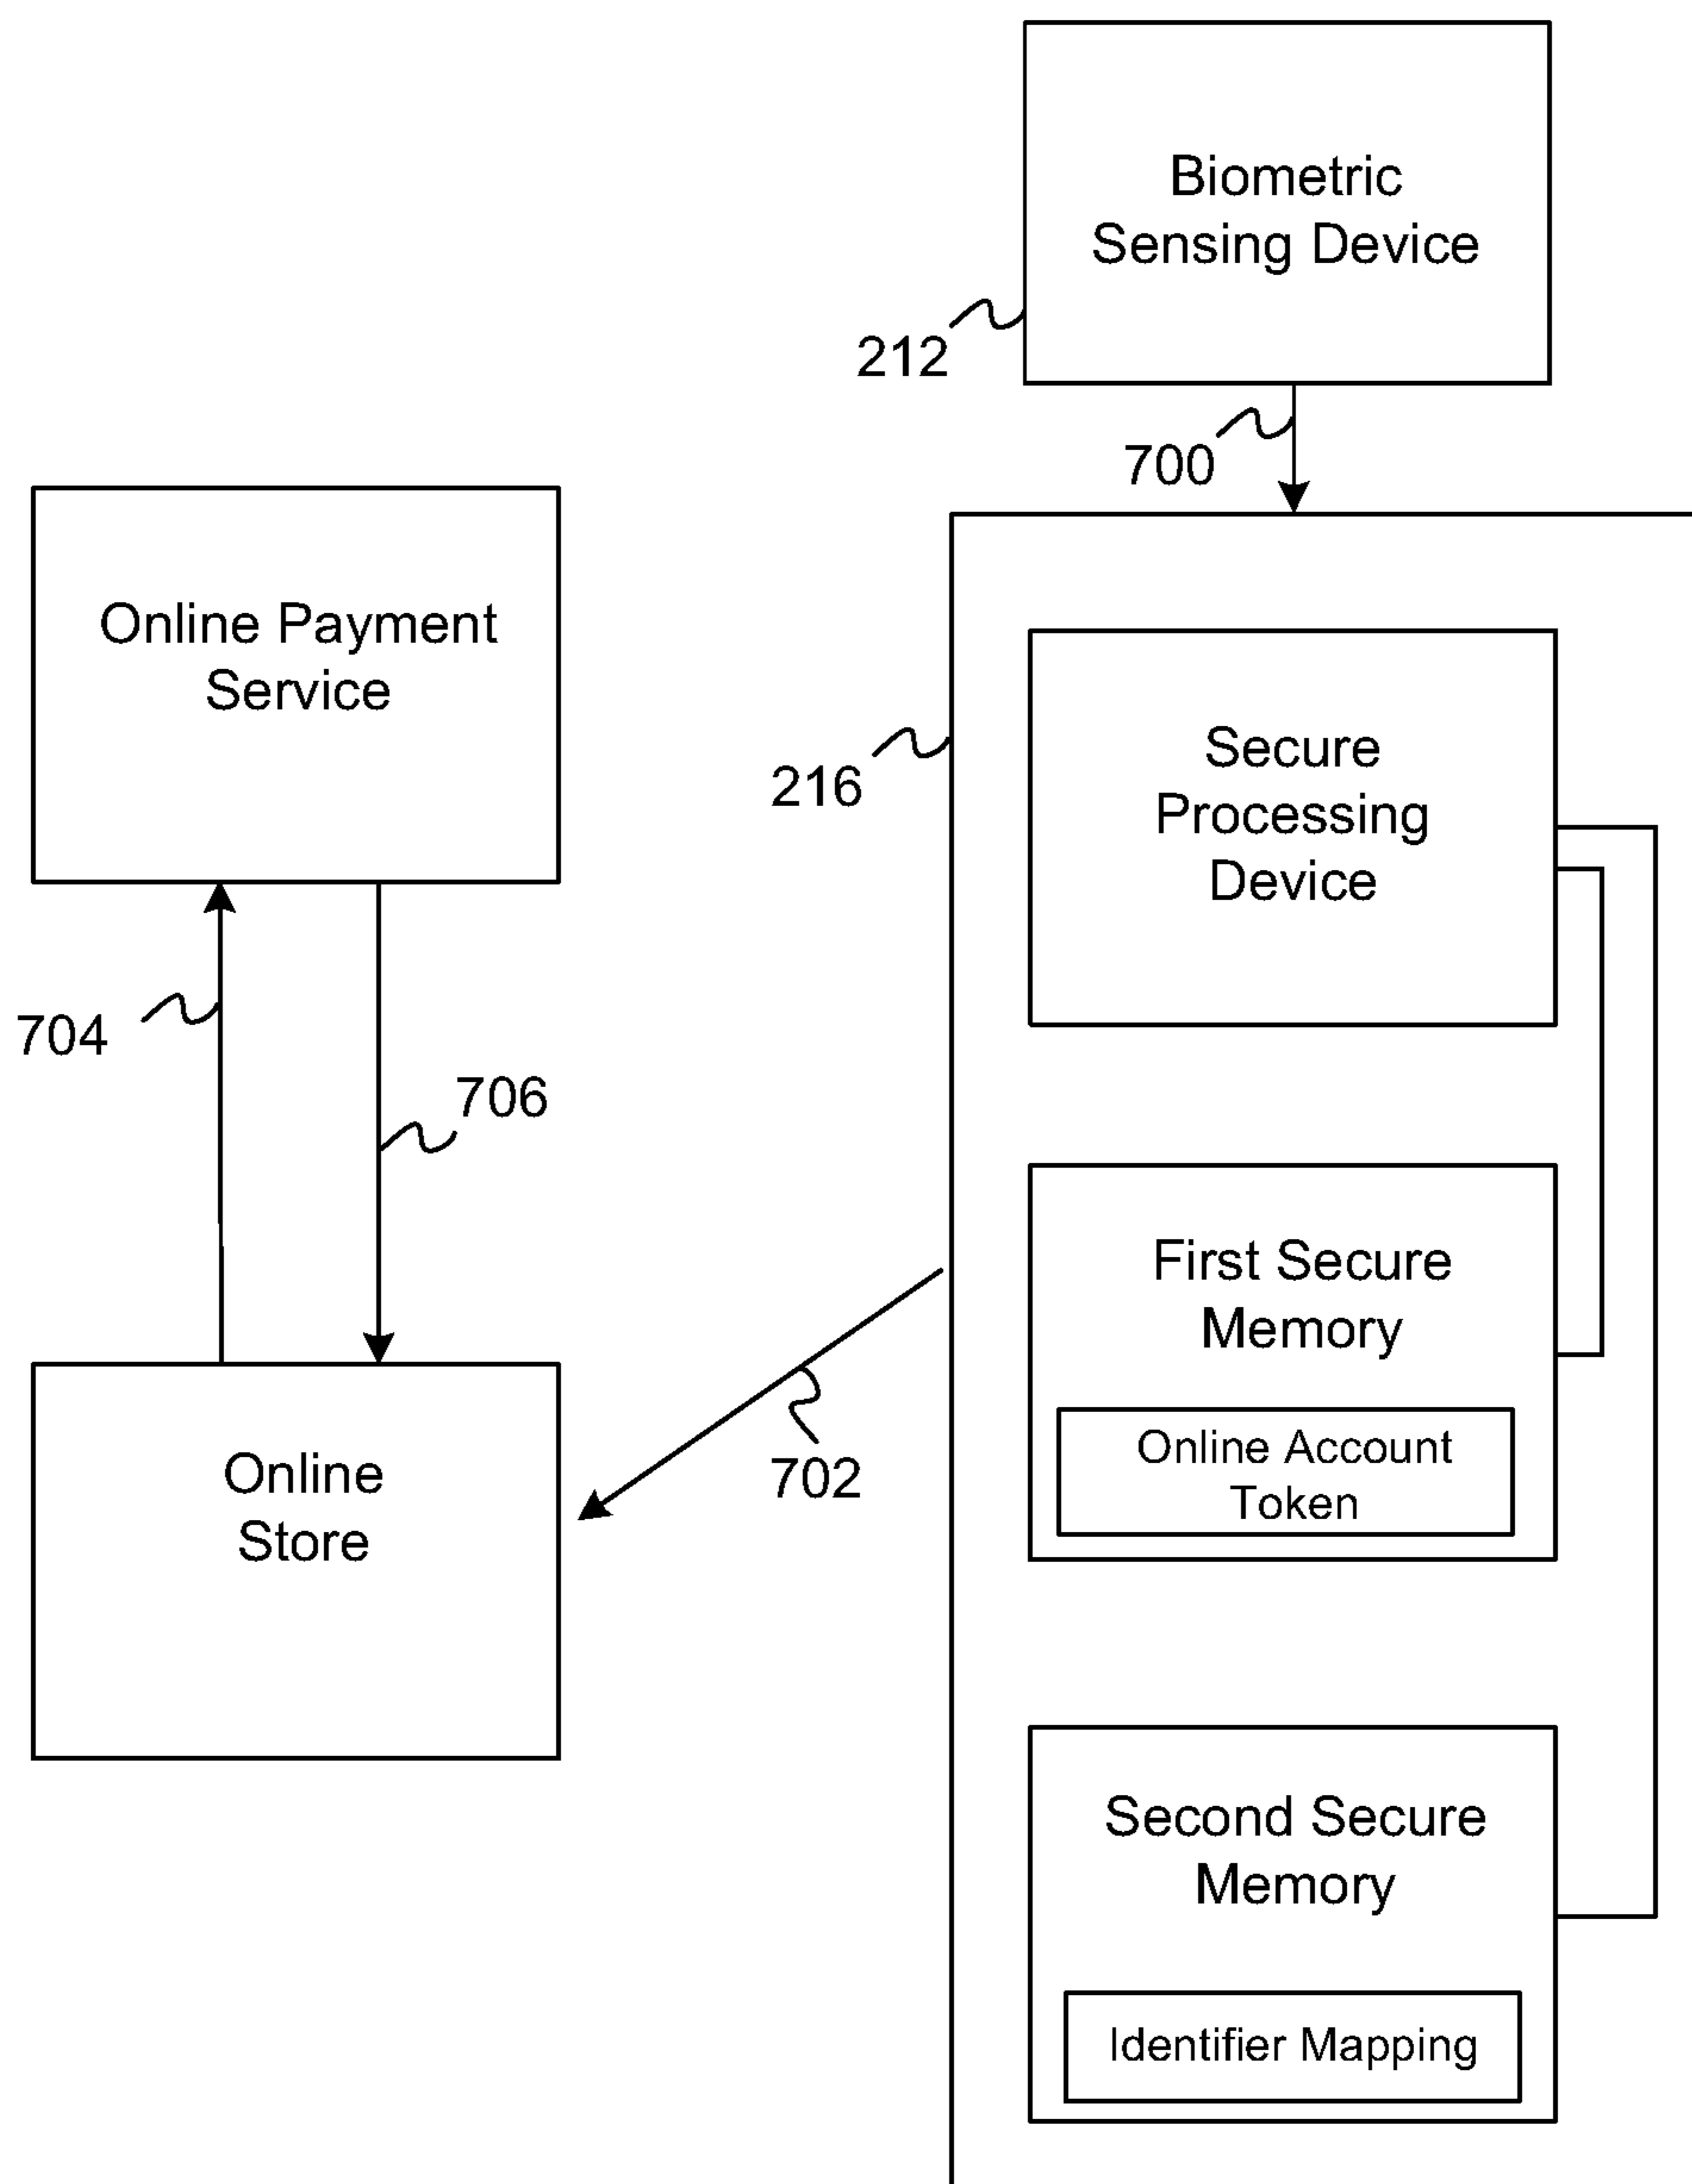 Biometric
Sensing Device
212
700
Online Payment
Service
216
Secure
Processing
Device
704
706
First Secure
Memory
Online Account
Token
702
Online
Store
Second Secure
Memory
Identifier Mapping